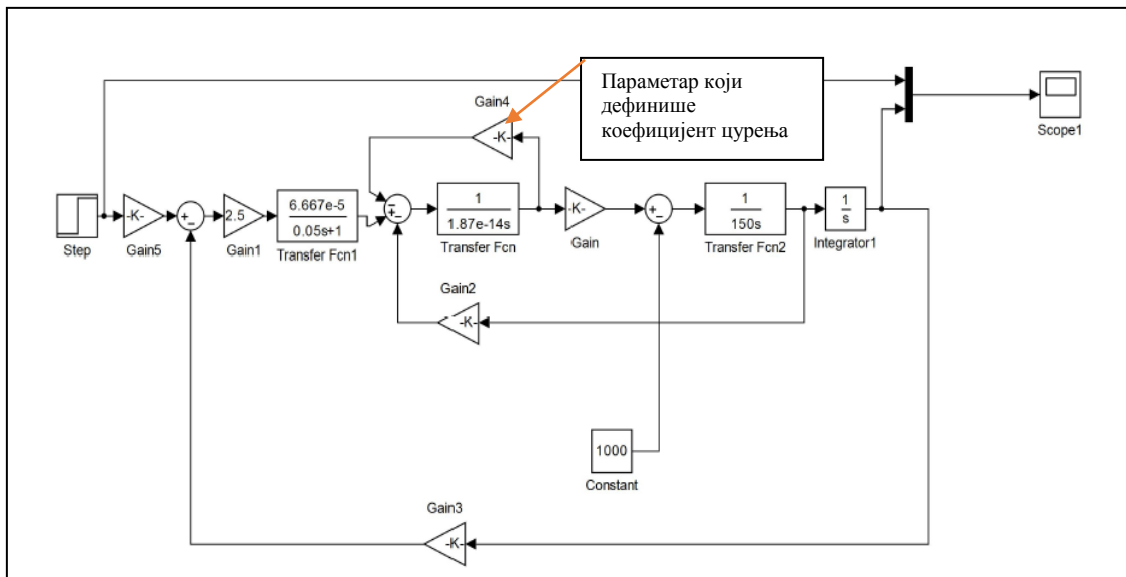 Параметар који
дефинише
коефицијент цурења
Gain4
-K-
Scope1
Step
-K-
Gain5
+
-
2.5
Gain1
6.667e-5
0.05s+1
Transfer Fcn1
-
+
-
1
1.87e-14s
Transfer Fcn
-K-
Gain
+
-
1
150s
Transfer Fcn2
1
s
Integrator1
Gain2
-K-
1000
Constant
Gain3
-K-